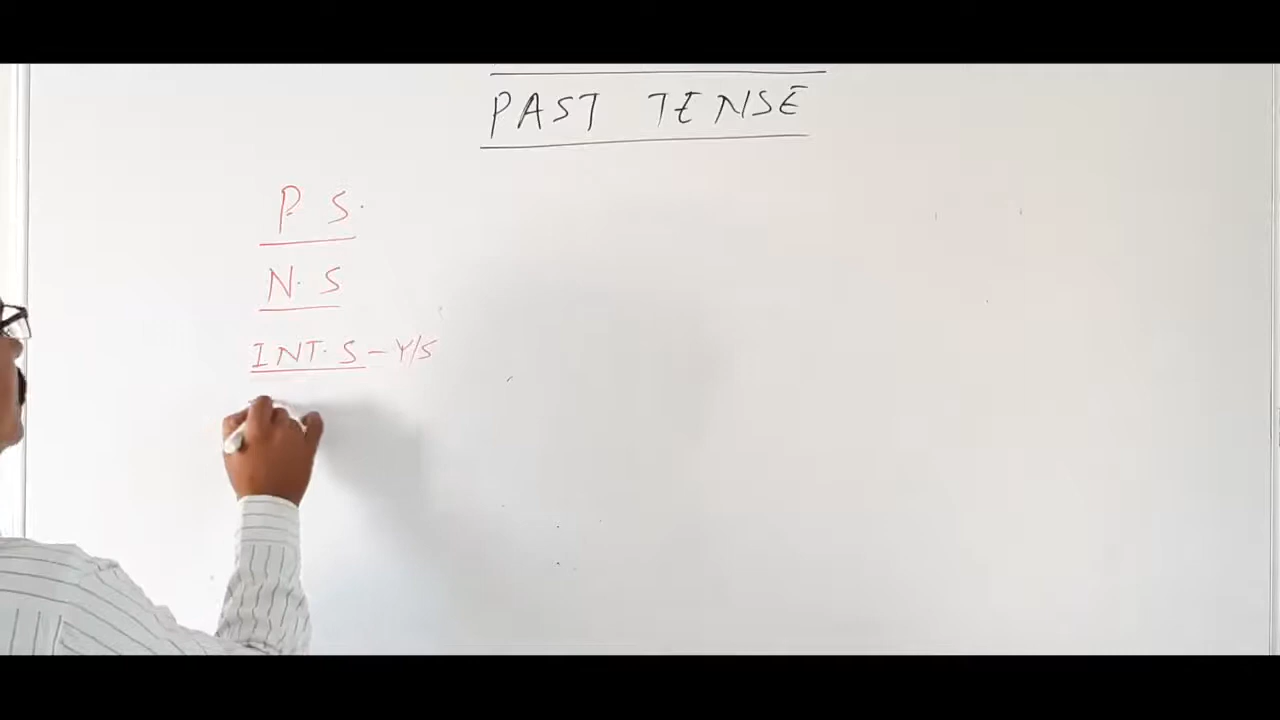 PAST TENSE
P S.
N. S
INT. S - Y/S